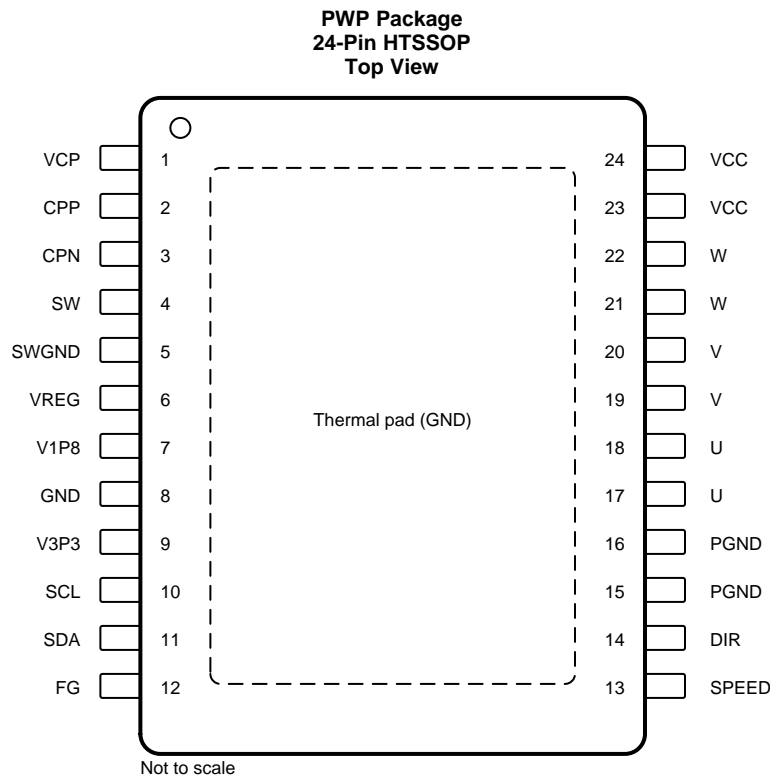 PWP Package
24-Pin HTSSOP
Top View
VCP 1 24 VCC
CPP 2 23 VCC
CPN 3 22 W
SW 4 21 W
SWGND 5 20 V
VREG 6 19 V
Thermal pad (GND)
V1P8 7 18 U
GND 8 17 U
V3P3 9 16 PGND
SCL 10 15 PGND
SDA 11 14 DIR
FG 12 13 SPEED
Not to scale